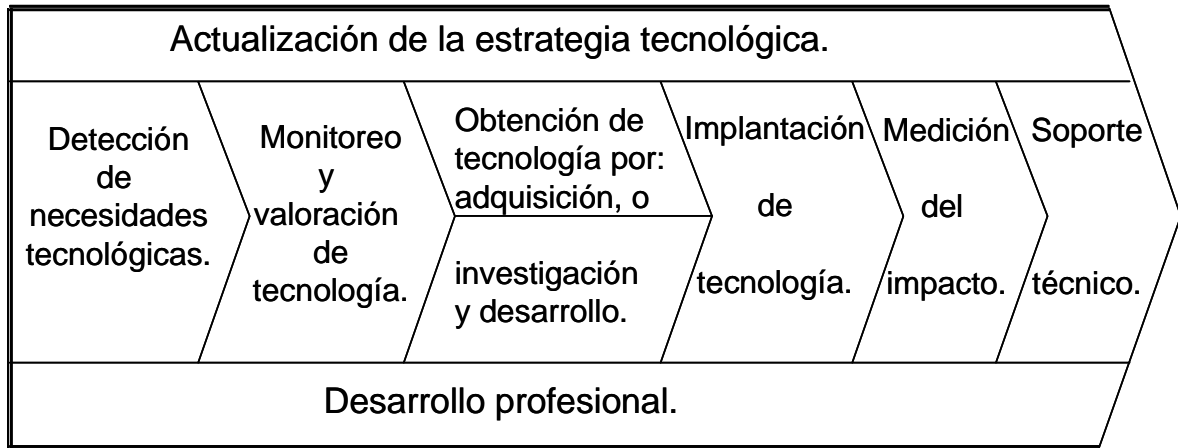 Actualización de la estrategia tecnológica.
Detección
de
necesidades
tecnológicas.
Monitoreo
y
valoración
de
tecnología.
Obtención de
tecnología por:
adquisición, o
investigación
y desarrollo.
Implantación
de
tecnología.
Medición
del
impacto.
Soporte
técnico.
Desarrollo profesional.